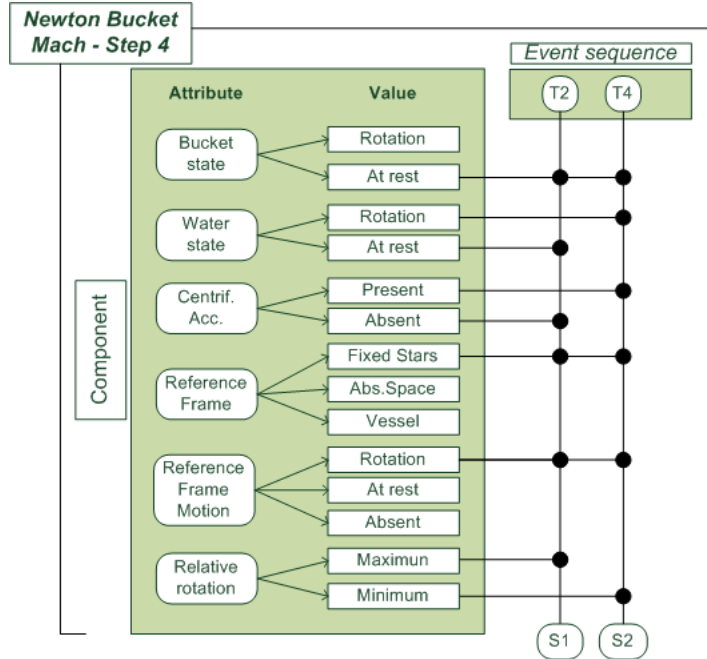 Newton Bucket
Mach - Step 4
Event sequence
Attribute
Value
T2
T4
Bucket
state
Rotation
At rest
Water
state
Rotation
At rest
Centrif.
Acc.
Present
Absent
Component
Reference
Frame
Fixed Stars
Abs.Space
Vessel
Reference
Frame
Motion
Rotation
At rest
Absent
Relative
rotation
Maximun
Minimum
S1
S2